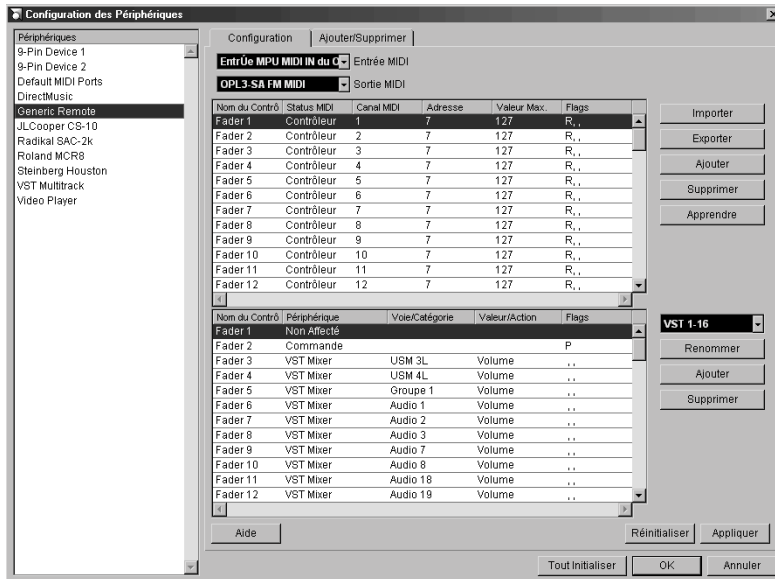 Configuration des Périphériques
Périphériques
9-Pin Device 1
9-Pin Device 2
Default MIDI Ports
DirectMusic
Generic Remote
JLCooper CS-10
Radikal SAC-2k
Roland MCR8
Steinberg Houston
VST Multitrack
Video Player
Configuration Ajouter/Supprimer
EntrÛe MPU MIDI IN du O Entrée MIDI
OPL3-SA FM MIDI Sortie MIDI
Nom du Contrô Status MIDI Canal MIDI Adresse Valeur Max. Flags
Fader 1 Contrôleur 1 7 127 R, ,
Fader 2 Contrôleur 2 7 127 R, ,
Fader 3 Contrôleur 3 7 127 R, ,
Fader 4 Contrôleur 4 7 127 R, ,
Fader 5 Contrôleur 5 7 127 R, ,
Fader 6 Contrôleur 6 7 127 R, ,
Fader 7 Contrôleur 7 7 127 R, ,
Fader 8 Contrôleur 8 7 127 R, ,
Fader 9 Contrôleur 9 7 127 R, ,
Fader 10 Contrôleur 10 7 127 R, ,
Fader 11 Contrôleur 11 7 127 R, ,
Fader 12 Contrôleur 12 7 127 R, ,
Importer
Exporter
Ajouter
Supprimer
Apprendre
Nom du Contrô Périphérique Voie/Catégorie Valeur/Action Flags
Fader 1 Non Affecté
Fader 2 Commande P
Fader 3 VST Mixer USM 3L Volume , ,
Fader 4 VST Mixer USM 4L Volume , ,
Fader 5 VST Mixer Groupe 1 Volume , ,
Fader 6 VST Mixer Audio 1 Volume , ,
Fader 7 VST Mixer Audio 2 Volume , ,
Fader 8 VST Mixer Audio 3 Volume , ,
Fader 9 VST Mixer Audio 7 Volume , ,
Fader 10 VST Mixer Audio 8 Volume , ,
Fader 11 VST Mixer Audio 18 Volume , ,
Fader 12 VST Mixer Audio 19 Volume , ,
VST 1-16
Renommer
Ajouter
Supprimer
Aide Réinitialiser Appliquer
Tout Initialiser OK Annuler